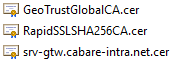 GeoTrustGlobalCA.cer
RapidSSLSHA256CA.cer
srv-gtw.cabare-intra.net.cer